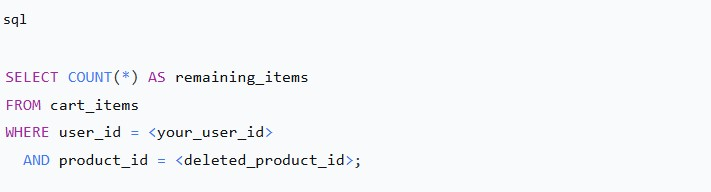 sql
SELECT COUNT(*) AS remaining_items
FROM cart_items
WHERE user_id = <your_user_id>
  AND product_id = <deleted_product_id>;